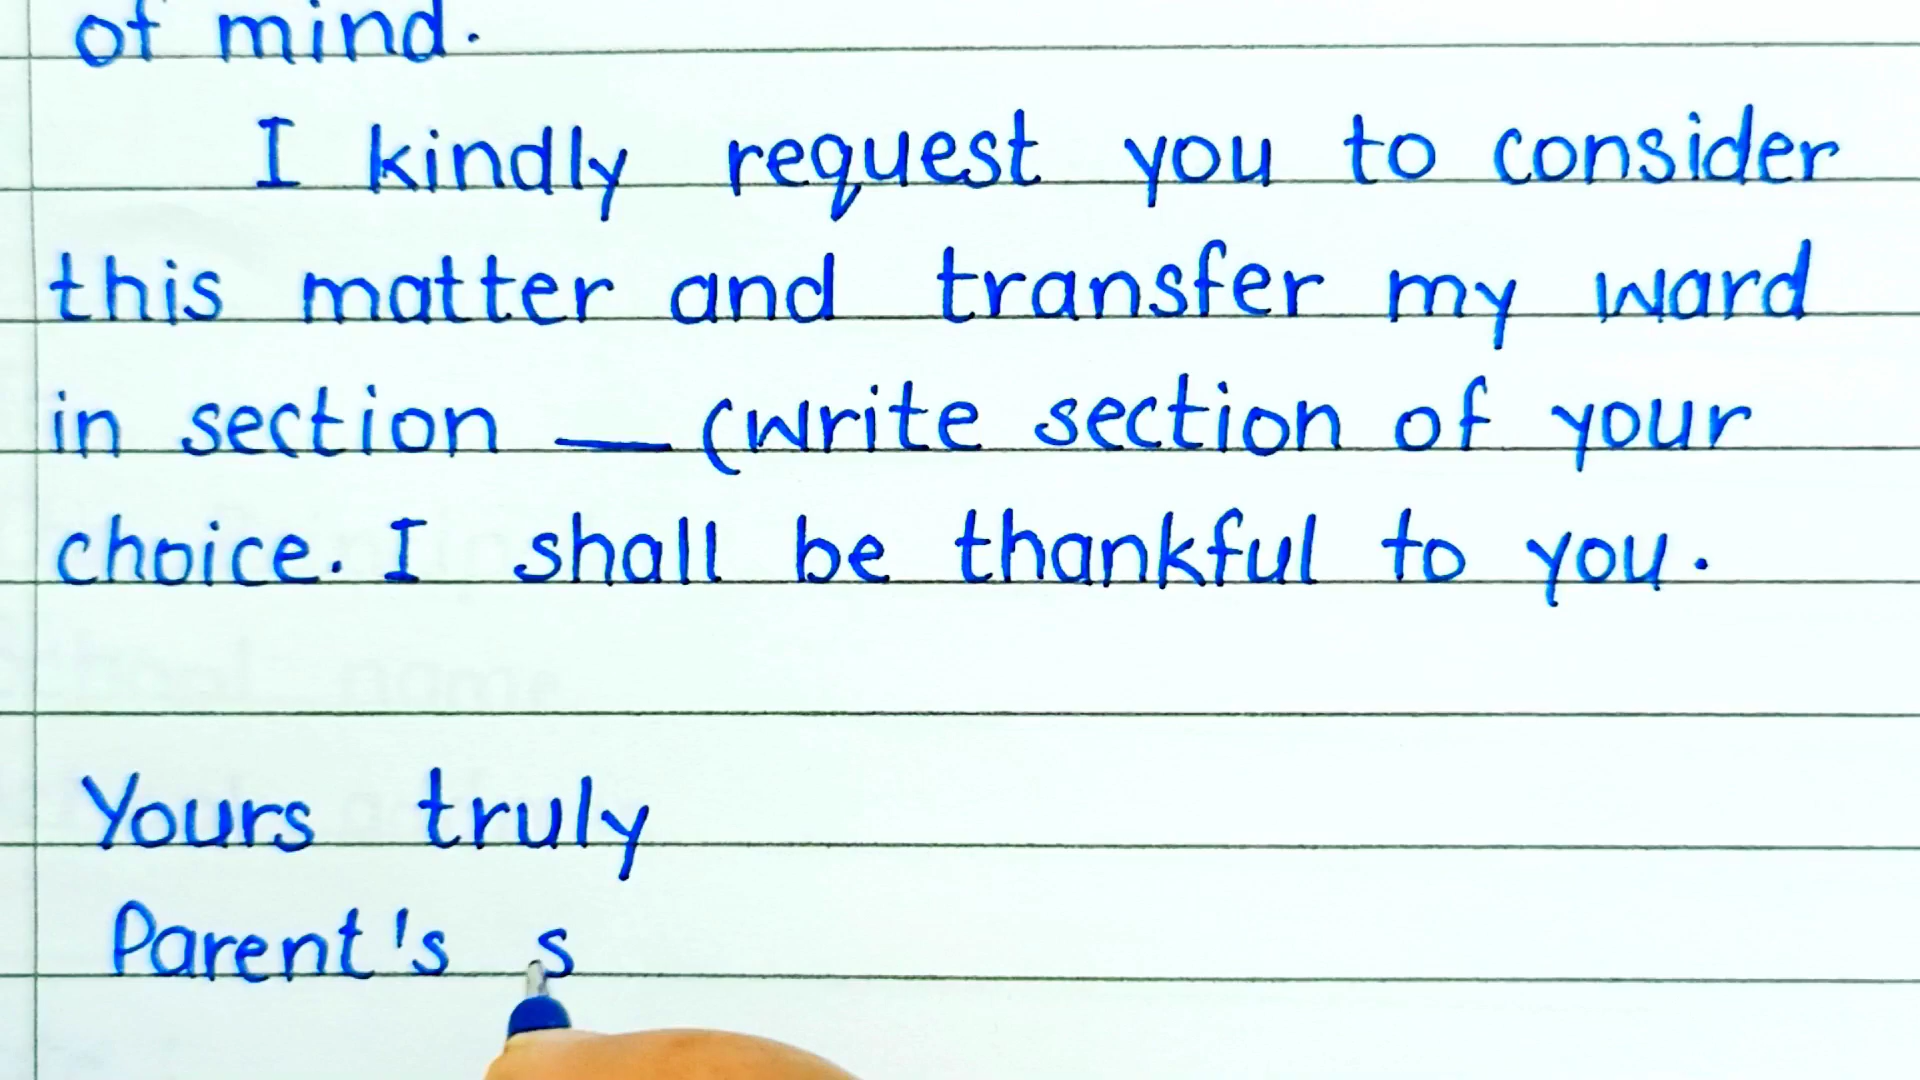 of mind.
I kindly request you to consider
this matter and transfer my ward
in section __ (write section of your
choice. I shall be thankful to you.
Yours truly
Parent's s